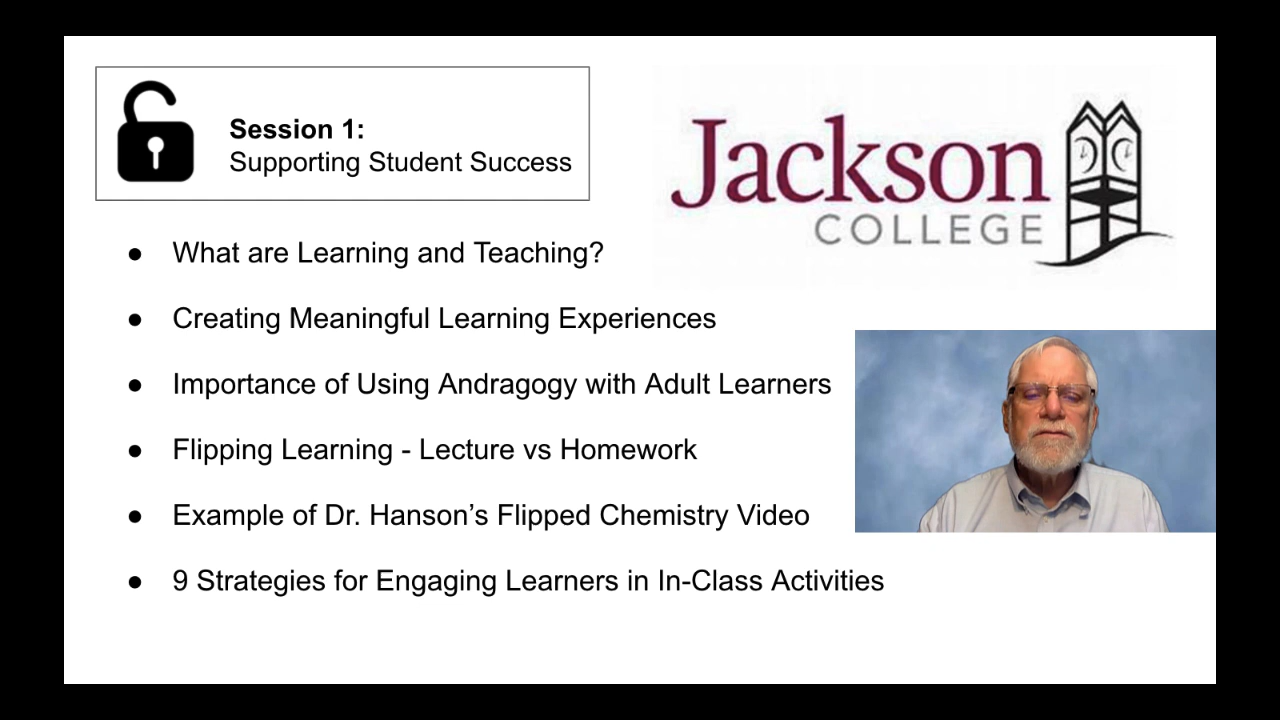 Session 1:
Supporting Student Success
Jackson
COLLEGE
● What are Learning and Teaching?
● Creating Meaningful Learning Experiences
● Importance of Using Andragogy with Adult Learners
● Flipping Learning - Lecture vs Homework
● Example of Dr. Hanson’s Flipped Chemistry Video
● 9 Strategies for Engaging Learners in In-Class Activities